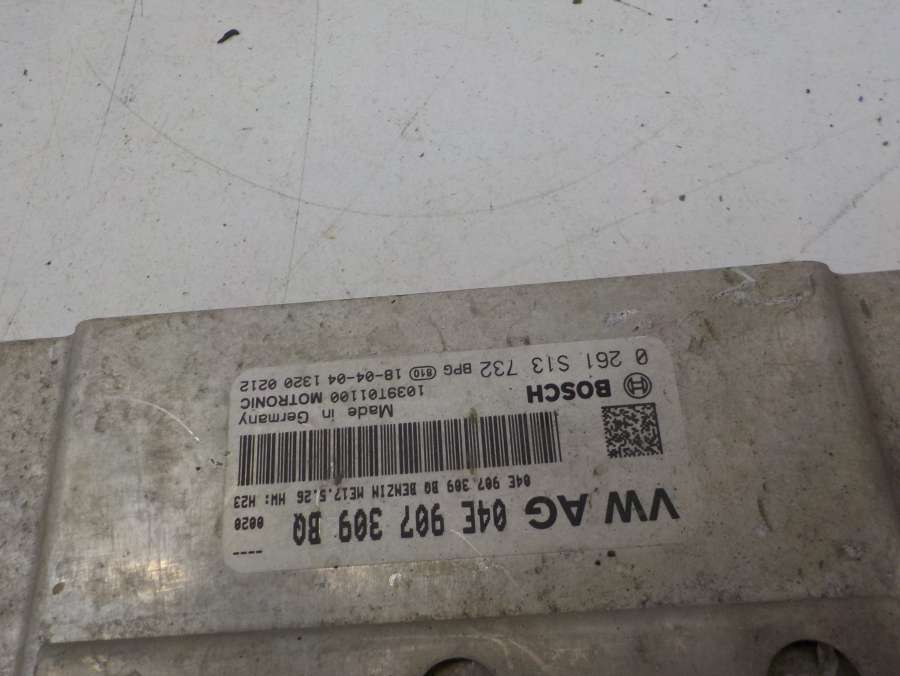 VW AG 04E 907 309 BQ
---
0020
04E 907 309 BQ BENZIN ME17.5.26 HW: H23
BOSCH
Made in Germany
1039T01100 MOTRONIC
0 261 S13 732 BPG 810 18-04-04 1320 0212